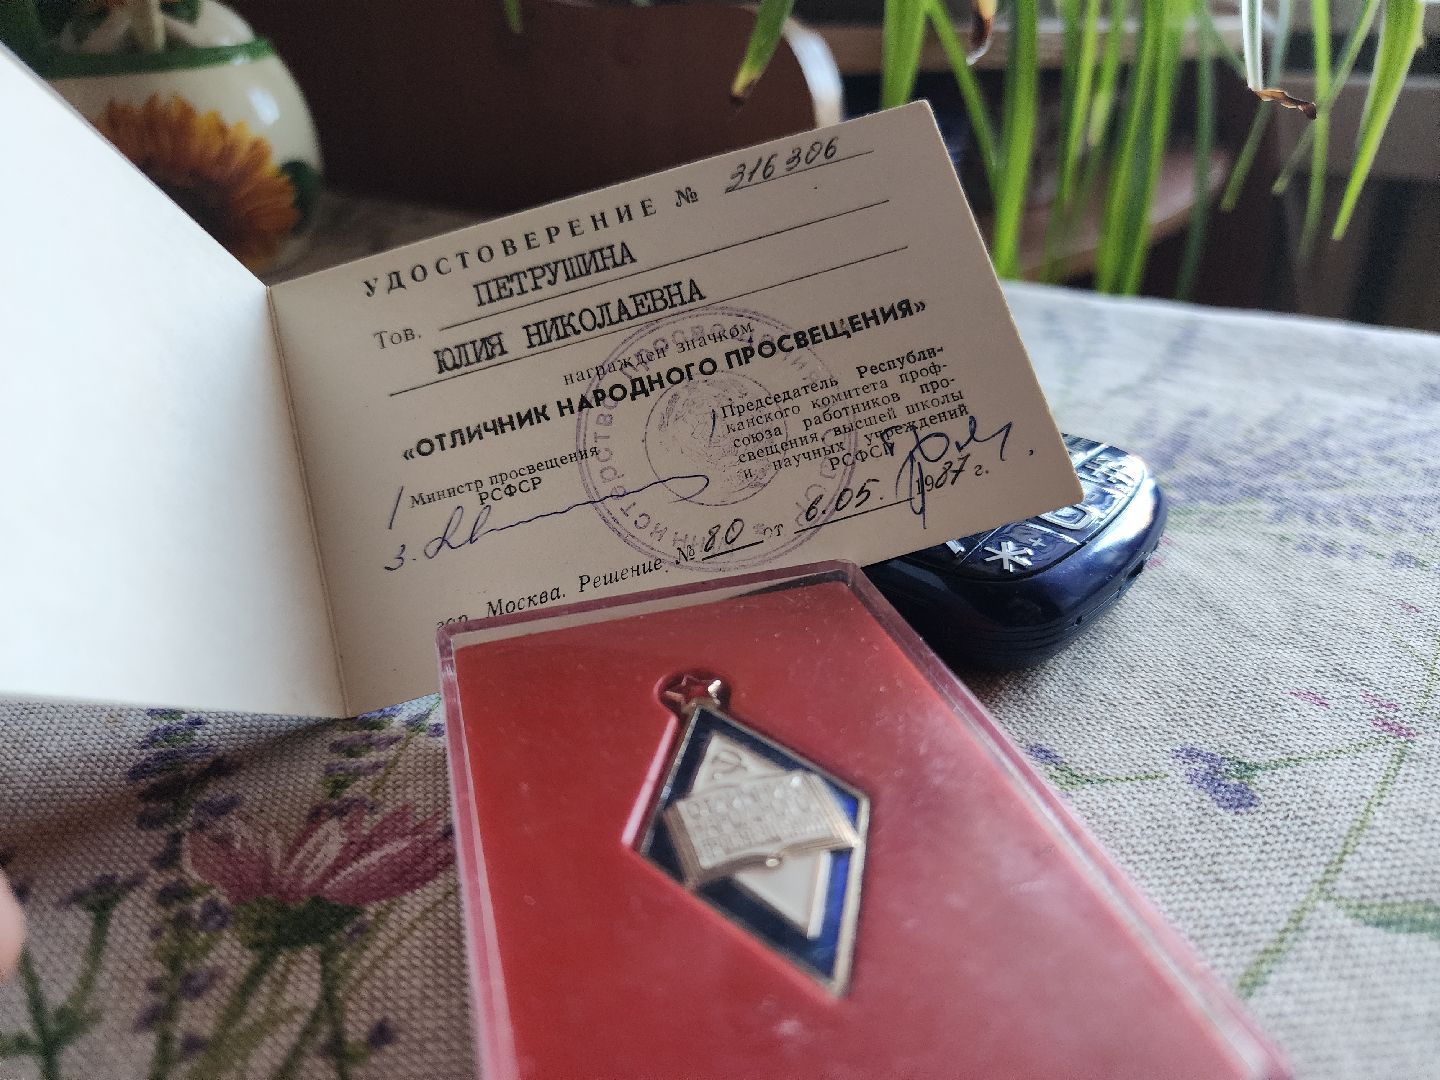 УДОСТОВЕРЕНИЕ № 316306
Тов. ПЕТРУШИНА
ЮЛИЯ НИКОЛАЕВНА
награжден значком
«ОТЛИЧНИК НАРОДНОГО ПРОСВЕЩЕНИЯ»
Министр просвещения
РСФСР
Председатель Республи-
канского комитета проф-
союза работников про-
свещения, высшей школы
и научных учреждений
РСФСР
гор. Москва. Решение № 80 от 6.05. 1987 г.